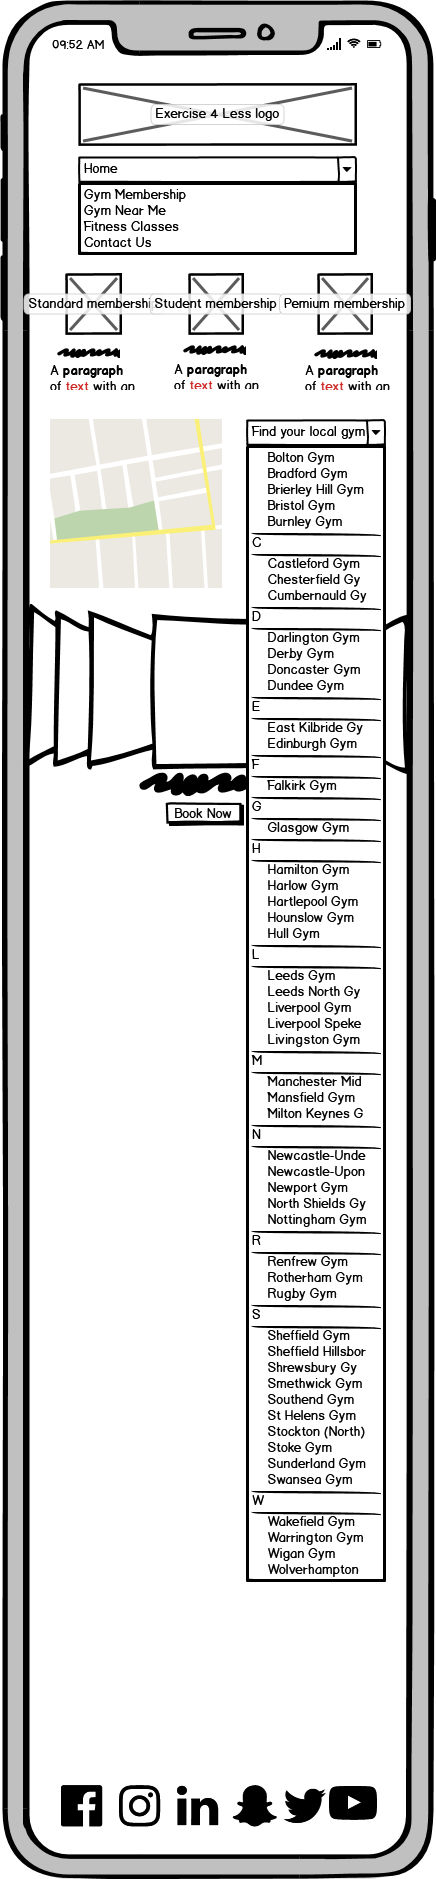 09:52 AM
Exercise 4 Less logo
Home
Gym Membership
Gym Near Me
Fitness Classes
Contact Us
Standard membershi
Student membership
Pemium membership
A paragraph
of text with an
A paragraph
of text with an
A paragraph
of text with an
Find your local gym
Bolton Gym
Bradford Gym
Brierley Hill Gym
Bristol Gym
Burnley Gym
C
Castleford Gym
Chesterfield Gy
Cumbernauld Gy
D
Darlington Gym
Derby Gym
Doncaster Gym
Dundee Gym
E
East Kilbride Gy
Edinburgh Gym
F
Falkirk Gym
G
Glasgow Gym
H
Hamilton Gym
Harlow Gym
Hartlepool Gym
Hounslow Gym
Hull Gym
L
Leeds Gym
Leeds North Gy
Liverpool Gym
Liverpool Speke
Livingston Gym
M
Manchester Mid
Mansfield Gym
Milton Keynes G
N
Newcastle-Unde
Newcastle-Upon
Newport Gym
North Shields Gy
Nottingham Gym
R
Renfrew Gym
Rotherham Gym
Rugby Gym
S
Sheffield Gym
Sheffield Hillsbor
Shrewsbury Gy
Smethwick Gym
Southend Gym
St Helens Gym
Stockton (North)
Stoke Gym
Sunderland Gym
Swansea Gym
W
Wakefield Gym
Warrington Gym
Wigan Gym
Wolverhampton
Book Now